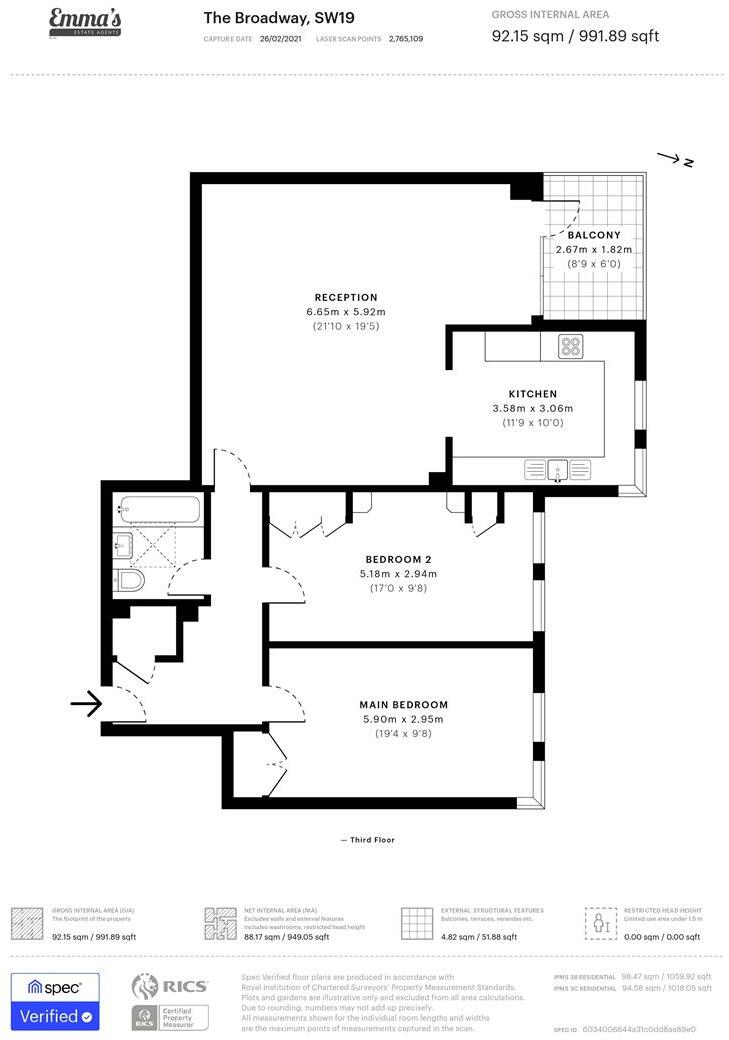 Emma's
ESTATE AGENTS
The Broadway, SW19
CAPTURE DATE 26/02/2021 LASER SCAN POINTS 2,765,109
GROSS INTERNAL AREA
92.15 sqm / 991.89 sqft
N
BALCONY
2.67m x 1.82m
(8'9 x 6'0)
RECEPTION
6.65m x 5.92m
(21'10 x 19'5)
KITCHEN
3.58m x 3.06m
(11'9 x 10'0)
BEDROOM 2
5.18m x 2.94m
(17'0 x 9'8)
MAIN BEDROOM
5.90m x 2.95m
(19'4 x 9'8)
— Third Floor
GROSS INTERNAL AREA (GIA)
The footprint of the property
92.15 sqm / 991.89 sqft
NET INTERNAL AREA (NIA)
Excludes walls and external features
Includes washrooms, restricted head height
88.17 sqm / 949.05 sqft
EXTERNAL STRUCTURAL FEATURES
Balconies, terraces, verandas etc.
4.82 sqm / 51.88 sqft
RESTRICTED HEAD HEIGHT
Limited use area under 1.5 m
0.00 sqm / 0.00 sqft
spec
Verified
RICS
RICS
Certified
Property
Measurer
Spec Verified floor plans are produced in accordance with
Royal Institution of Chartered Surveyors' Property Measurement Standards.
Plots and gardens are illustrative only and excluded from all area calculations.
Due to rounding, numbers may not add up precisely.
All measurements shown for the individual room lengths and widths
are the maximum points of measurements captured in the scan.
IPMS 3B RESIDENTIAL 98.47 sqm / 1059.92 sqft
IPMS 3C RESIDENTIAL 94.58 sqm / 1018.05 sqft
SPEC ID 6034006644a31c0dd8aa89e0